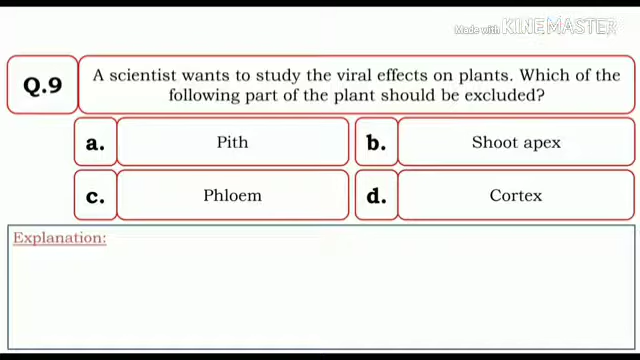 Made with KINEMASTER
Q.9
A scientist wants to study the viral effects on plants. Which of the
following part of the plant should be excluded?
a.
Pith
b.
Shoot apex
c.
Phloem
d.
Cortex
Explanation: